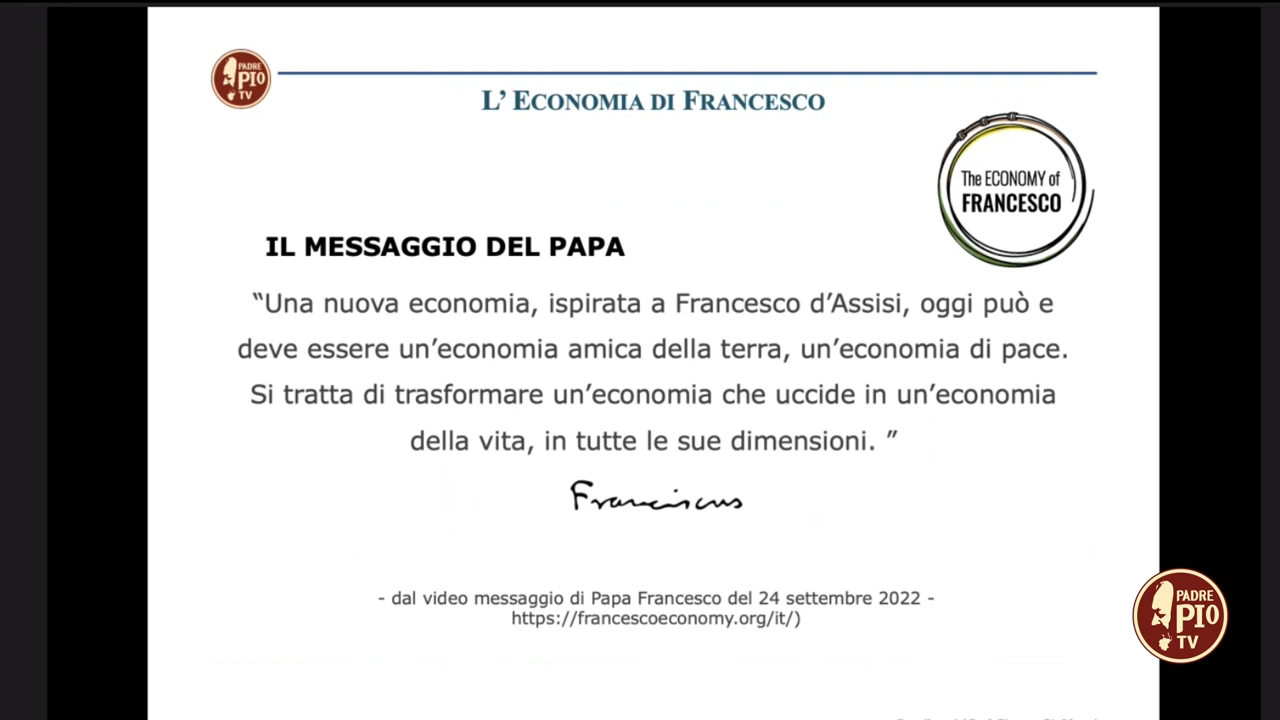 PADRE
PIO
TV
L' ECONOMIA DI FRANCESCO
The ECONOMY of
FRANCESCO
IL MESSAGGIO DEL PAPA
“Una nuova economia, ispirata a Francesco d’Assisi, oggi può e
deve essere un’economia amica della terra, un’economia di pace.
Si tratta di trasformare un’economia che uccide in un’economia
della vita, in tutte le sue dimensioni. ”
Franciscus
- dal video messaggio di Papa Francesco del 24 settembre 2022 -
https://francescoeconomy.org/it/)
PADRE
PIO
TV